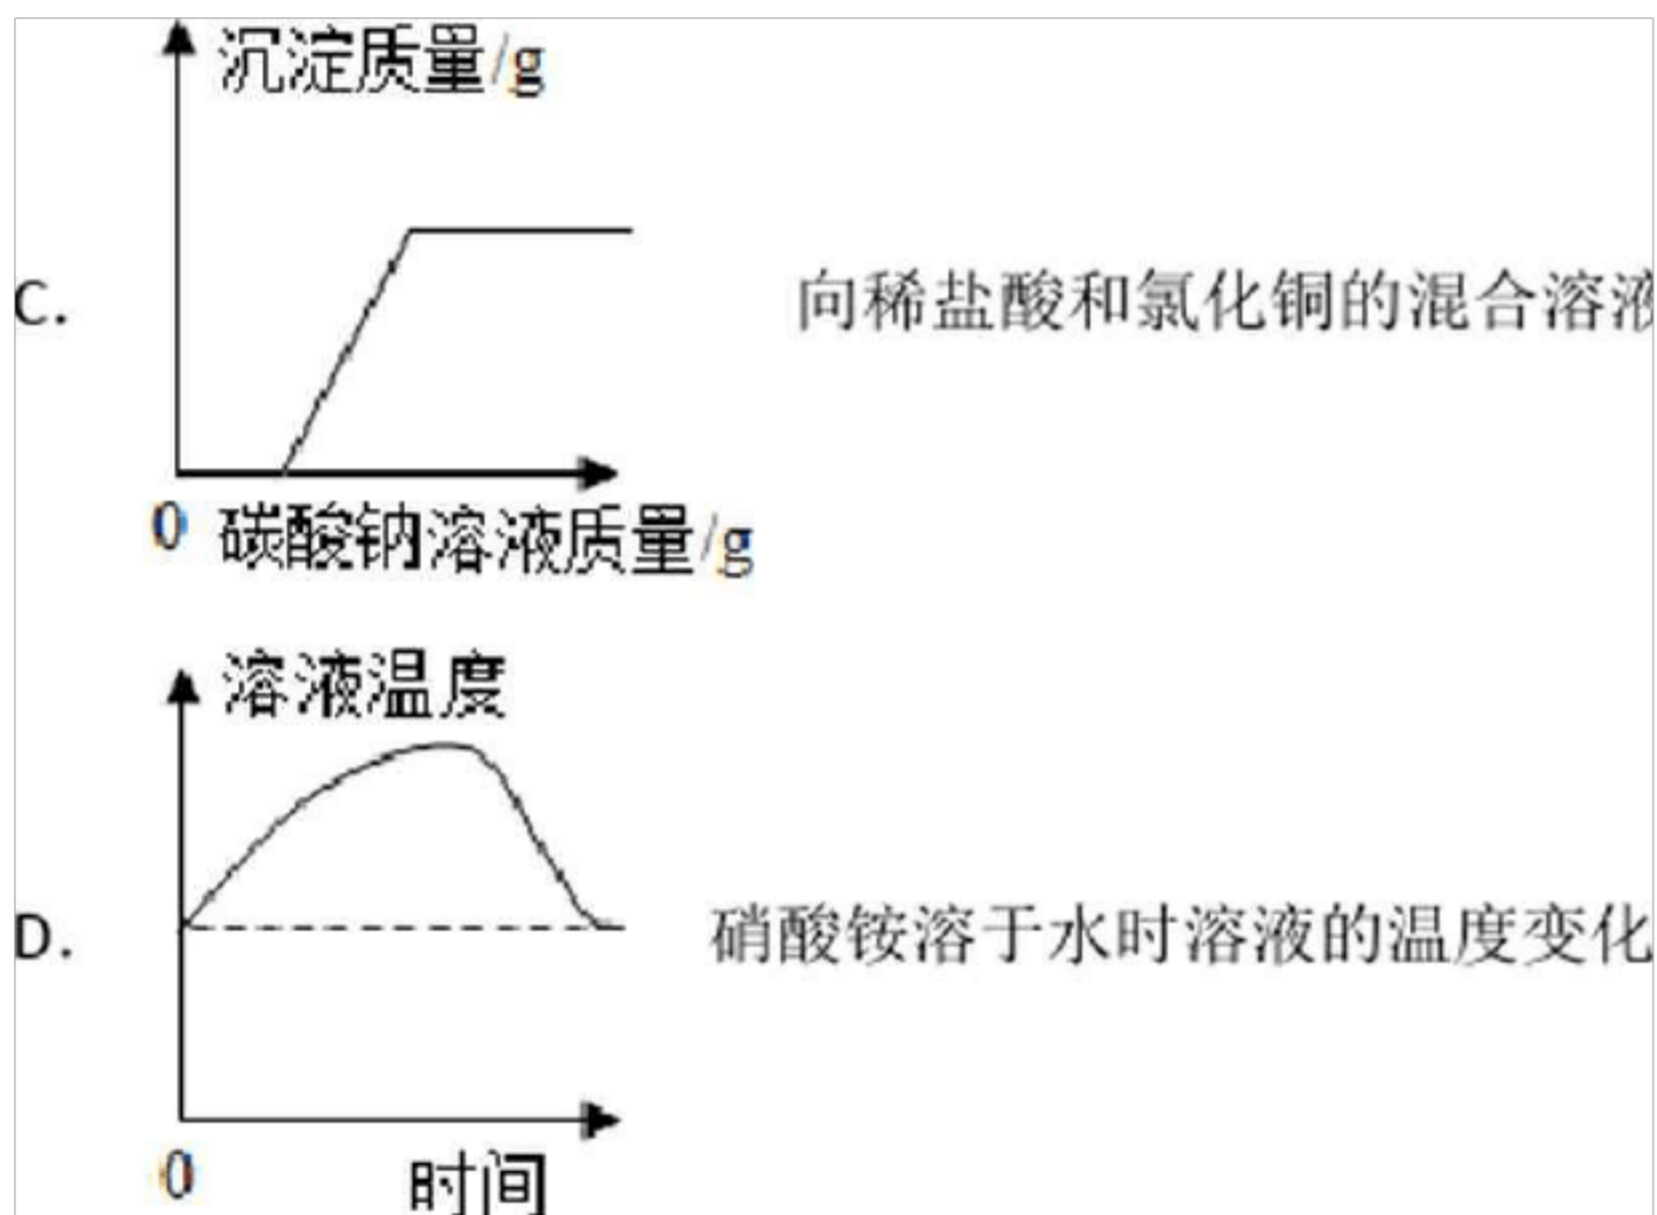 沉淀质量/g
C.
向稀盐酸和氯化铜的混合溶液
0 碳酸钠溶液质量/g
溶液温度
D.
硝酸铵溶于水时溶液的温度变化
0 时间